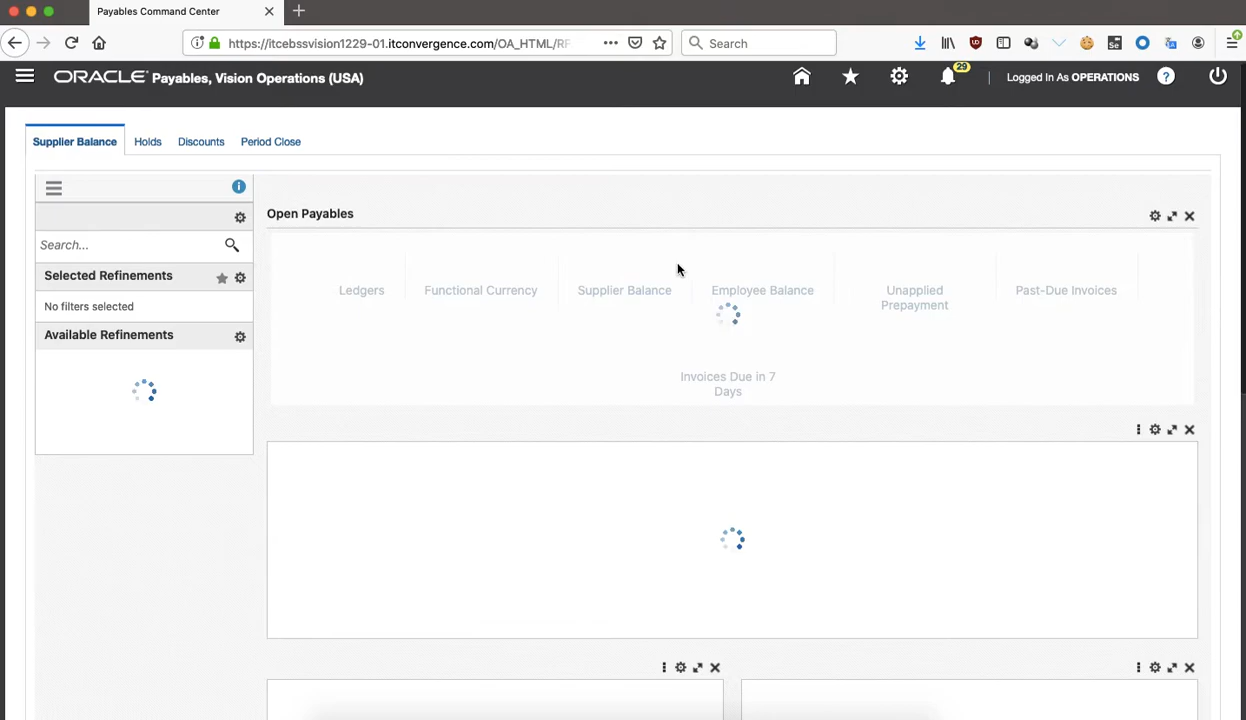 Payables Command Center
https://itcebssvision1229-01.itconvergence.com/OA_HTML/RF
Search
ORACLE Payables, Vision Operations (USA)
29
Logged In As OPERATIONS
?
Supplier Balance
Holds
Discounts
Period Close
i
Search...
Selected Refinements
No filters selected
Available Refinements
Open Payables
Ledgers
Functional Currency
Supplier Balance
Employee Balance
Unapplied
Prepayment
Past-Due Invoices
Invoices Due in 7
Days